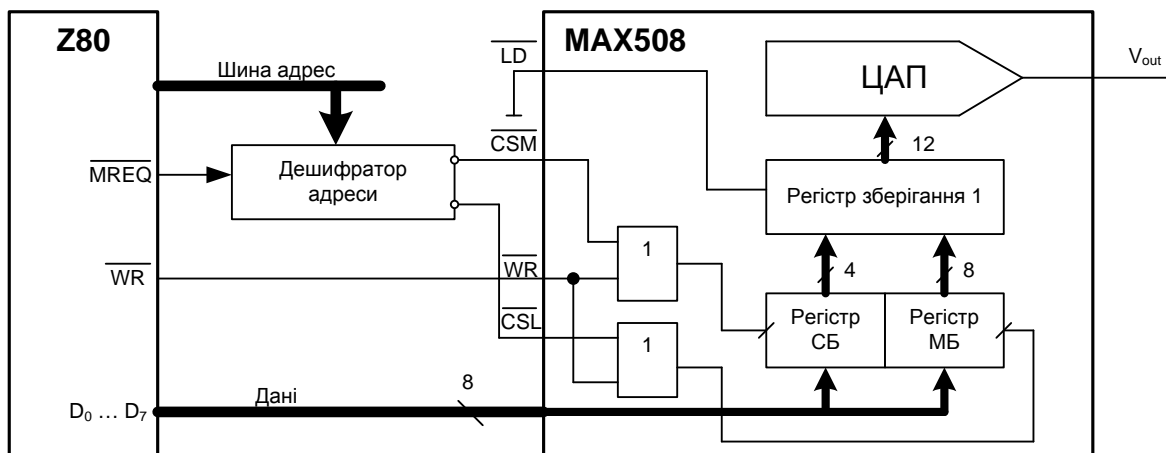 Z80
MAX508
LD
ЦАП
V_out
Шина адрес
CSM
12
MREQ
Дешифратор
адреси
Регістр зберігання 1
1
WR
WR
4
8
CSL
Регістр
СБ
Регістр
МБ
1
8
Дані
D₀ … D₇